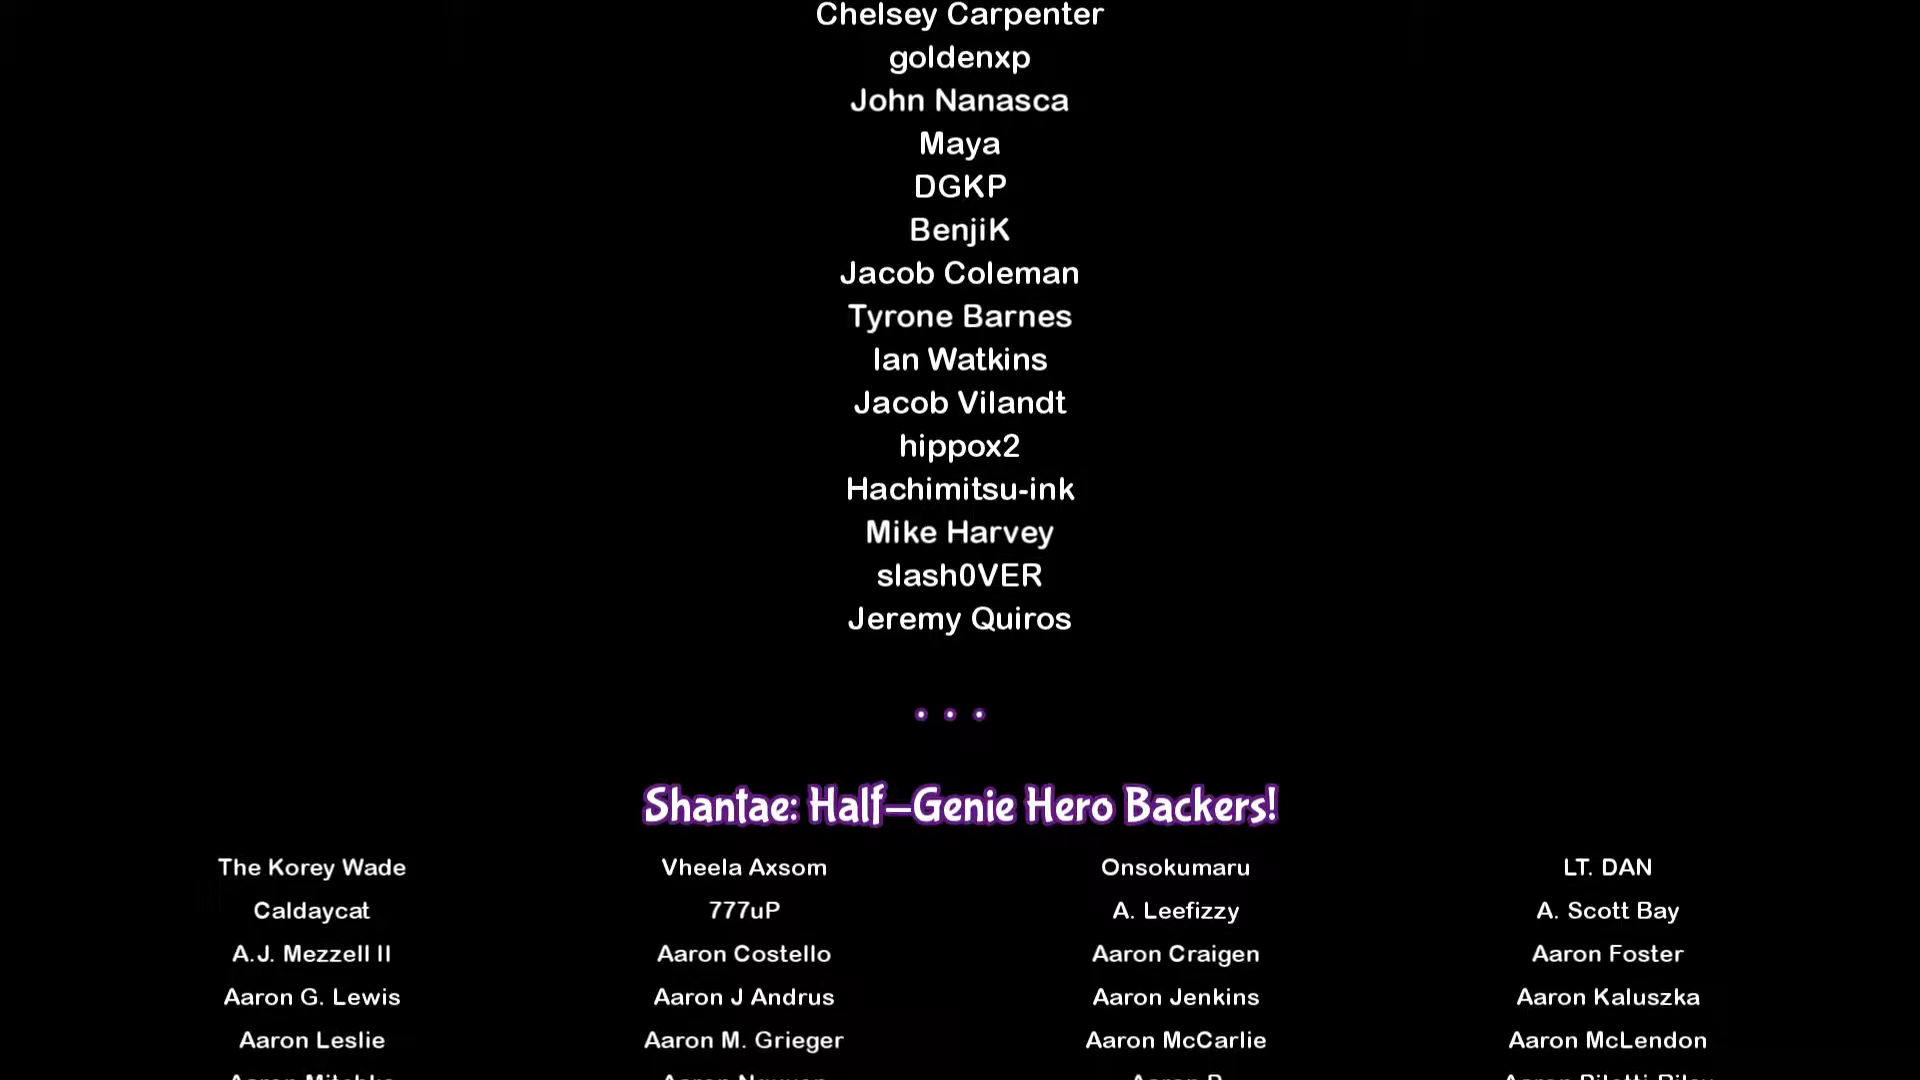 Chelsey Carpenter
goldenxp
John Nanasca
Maya
DGKP
BenjiK
Jacob Coleman
Tyrone Barnes
Ian Watkins
Jacob Vilandt
hippox2
Hachimitsu-ink
Mike Harvey
slash0VER
Jeremy Quiros
. . .
Shantae: Half-Genie Hero Backers!
The Korey Wade Vheela Axsom Onsokumaru LT. DAN
Caldaycat 777uP A. Leefizzy A. Scott Bay
A.J. Mezzell II Aaron Costello Aaron Craigen Aaron Foster
Aaron G. Lewis Aaron J Andrus Aaron Jenkins Aaron Kaluszka
Aaron Leslie Aaron M. Grieger Aaron McCarlie Aaron McLendon